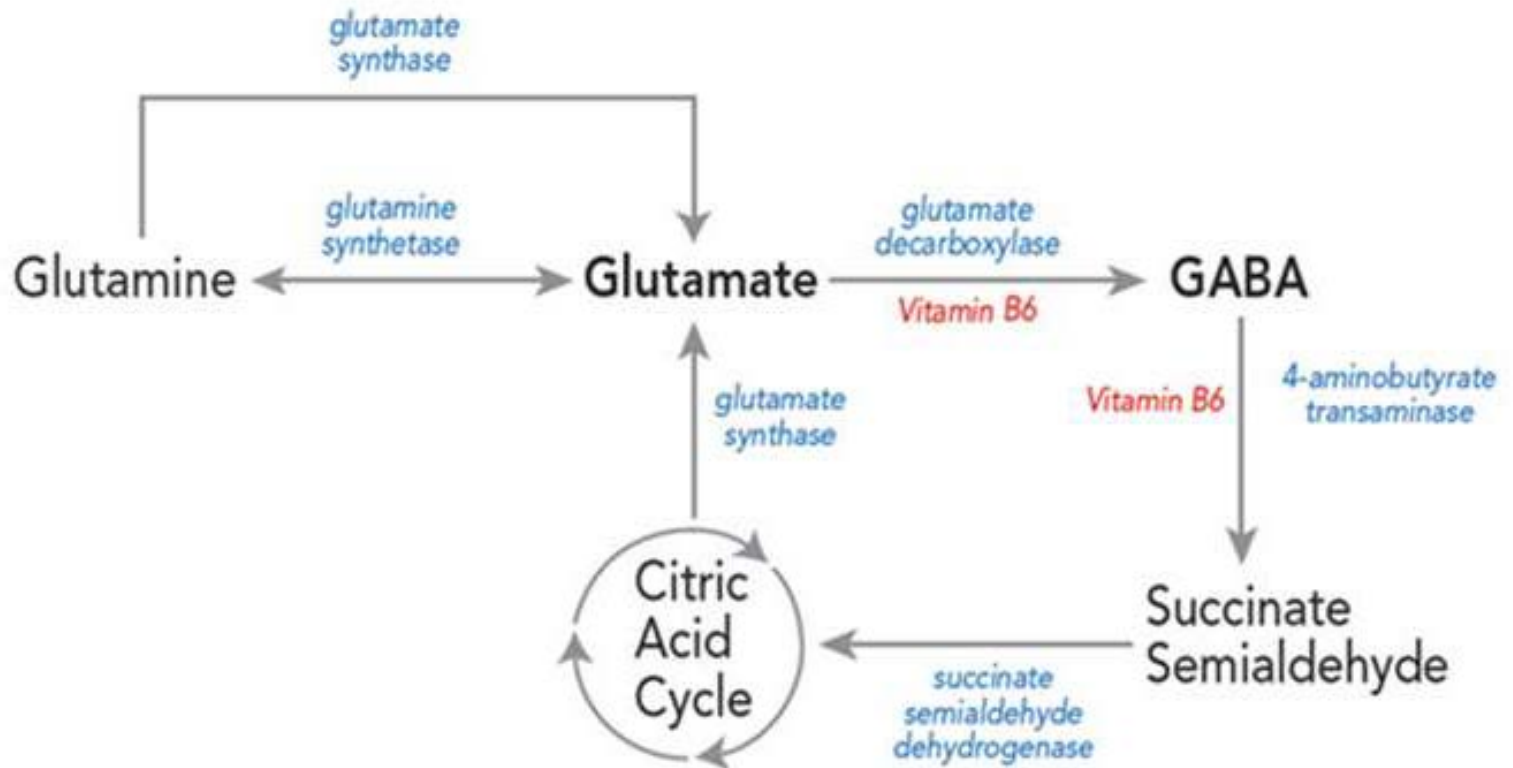 glutamate
synthase
glutamine
synthetase
glutamate
decarboxylase
Glutamine
Glutamate
GABA
Vitamin B6
glutamate
synthase
Vitamin B6
4-aminobutyrate
transaminase
Citric
Acid
Cycle
Succinate
Semialdehyde
succinate
semialdehyde
dehydrogenase